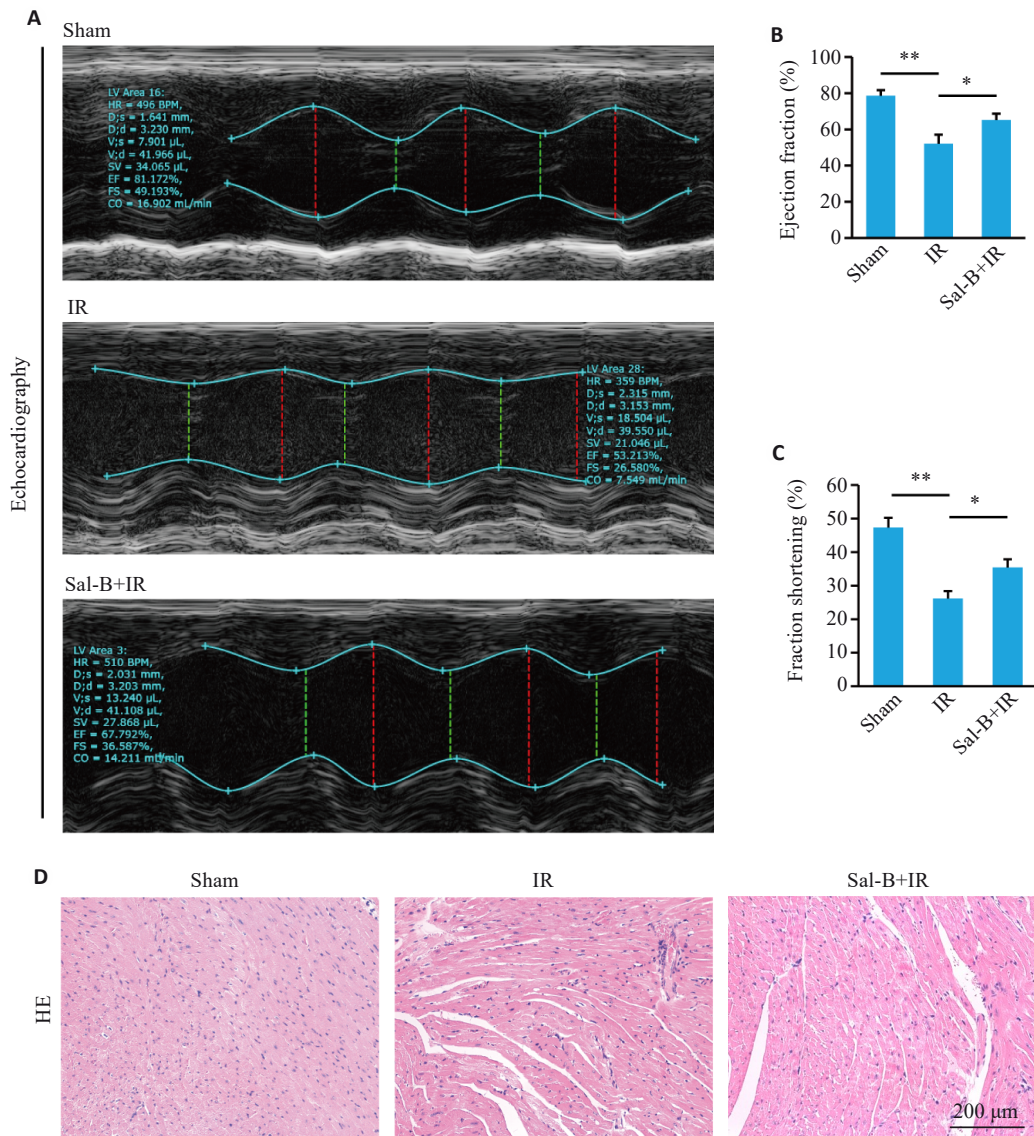 A
Sham
LV Area 16:
HR = 496 BPM,
D;s = 1.641 mm,
D;d = 3.230 mm,
V;s = 7.901 µL,
V;d = 41.966 µL,
SV = 34.065 µL,
EF = 81.172%,
FS = 49.193%,
CO = 16.902 mL/min
IR
LV Area 28:
HR = 359 BPM,
D;s = 2.315 mm,
D;d = 3.153 mm,
V;s = 18.504 µL,
V;d = 39.550 µL,
SV = 21.046 µL,
EF = 53.213%,
FS = 26.580%,
CO = 7.549 mL/min
Sal-B+IR
LV Area 3:
HR = 510 BPM,
D;s = 2.031 mm,
D;d = 3.203 mm,
V;s = 13.240 µL,
V;d = 41.108 µL,
SV = 27.868 µL,
EF = 67.792%,
FS = 36.587%,
CO = 14.211 mL/min
Echocardiography
B
Ejection fraction (%)
100
80
60
40
20
0
**
*
Sham
IR
Sal-B+IR
C
Fraction shortening (%)
60
50
40
30
20
10
0
**
*
Sham
IR
Sal-B+IR
D
Sham
IR
Sal-B+IR
HE
200 µm